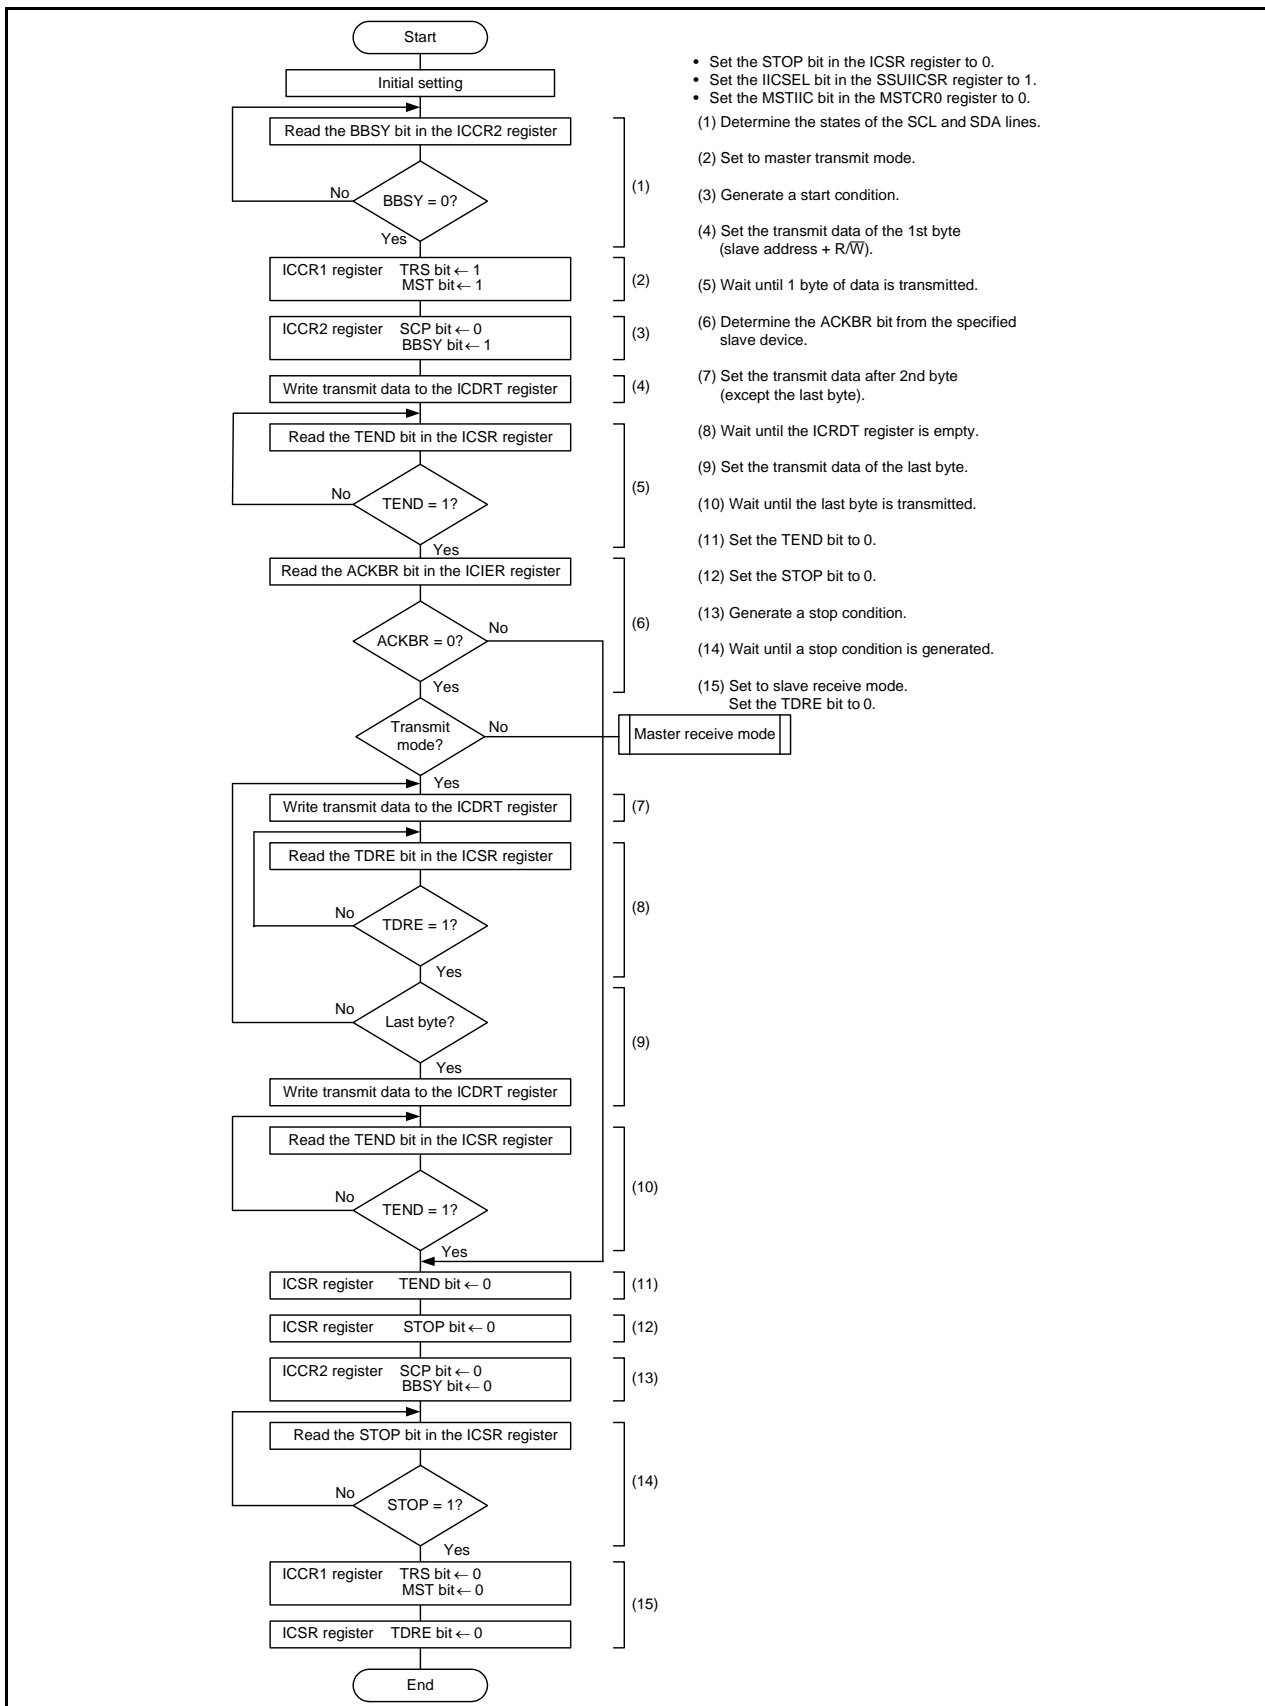 Start
Initial setting
Read the BBSY bit in the ICCR2 register
No
BBSY = 0?
Yes
(1)
ICCR1 register TRS bit ← 1
MST bit ← 1
(2)
ICCR2 register SCP bit ← 0
BBSY bit ← 1
(3)
Write transmit data to the ICDRT register
(4)
Read the TEND bit in the ICSR register
No
TEND = 1?
Yes
(5)
Read the ACKBR bit in the ICIER register
ACKBR = 0?
No
Yes
(6)
Transmit
mode?
No
Master receive mode
Yes
Write transmit data to the ICDRT register
(7)
Read the TDRE bit in the ICSR register
No
TDRE = 1?
Yes
(8)
No
Last byte?
Yes
(9)
Write transmit data to the ICDRT register
Read the TEND bit in the ICSR register
No
TEND = 1?
Yes
(10)
ICSR register TEND bit ← 0
(11)
ICSR register STOP bit ← 0
(12)
ICCR2 register SCP bit ← 0
BBSY bit ← 0
(13)
Read the STOP bit in the ICSR register
No
STOP = 1?
Yes
(14)
ICCR1 register TRS bit ← 0
MST bit ← 0
(15)
ICSR register TDRE bit ← 0
End
• Set the STOP bit in the ICSR register to 0.
• Set the IICSEL bit in the SSUIICSR register to 1.
• Set the MSTIIC bit in the MSTCR0 register to 0.
(1) Determine the states of the SCL and SDA lines.
(2) Set to master transmit mode.
(3) Generate a start condition.
(4) Set the transmit data of the 1st byte
(slave address + R/W̅).
(5) Wait until 1 byte of data is transmitted.
(6) Determine the ACKBR bit from the specified
slave device.
(7) Set the transmit data after 2nd byte
(except the last byte).
(8) Wait until the ICRDT register is empty.
(9) Set the transmit data of the last byte.
(10) Wait until the last byte is transmitted.
(11) Set the TEND bit to 0.
(12) Set the STOP bit to 0.
(13) Generate a stop condition.
(14) Wait until a stop condition is generated.
(15) Set to slave receive mode.
Set the TDRE bit to 0.